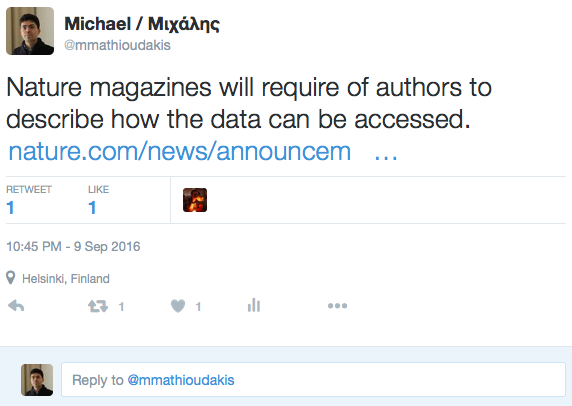 Michael / Μιχάλης
@mmathioudakis
Nature magazines will require of authors to
describe how the data can be accessed.
nature.com/news/announcem …
RETWEET LIKE
1 1
10:45 PM - 9 Sep 2016
Helsinki, Finland
1 1 •••
Reply to @mmathioudakis